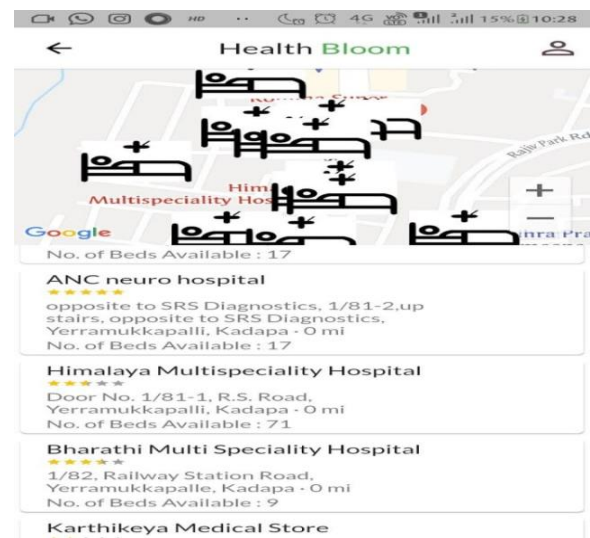 HD .. 4G 15% 10:28
Health Bloom
Rajiv Park Rd
Multispeciality Hos
Google
No. of Beds Available : 17
ANC neuro hospital
opposite to SRS Diagnostics, 1/81-2,up
stairs, opposite to SRS Diagnostics,
Yerramukkapalli, Kadapa - 0 mi
No. of Beds Available : 17
Himalaya Multispeciality Hospital
Door No. 1/81-1, R.S. Road,
Yerramukkapalli, Kadapa - 0 mi
No. of Beds Available : 71
Bharathi Multi Speciality Hospital
1/82, Railway Station Road,
Yerramukkapalle, Kadapa - 0 mi
No. of Beds Available : 9
Karthikeya Medical Store